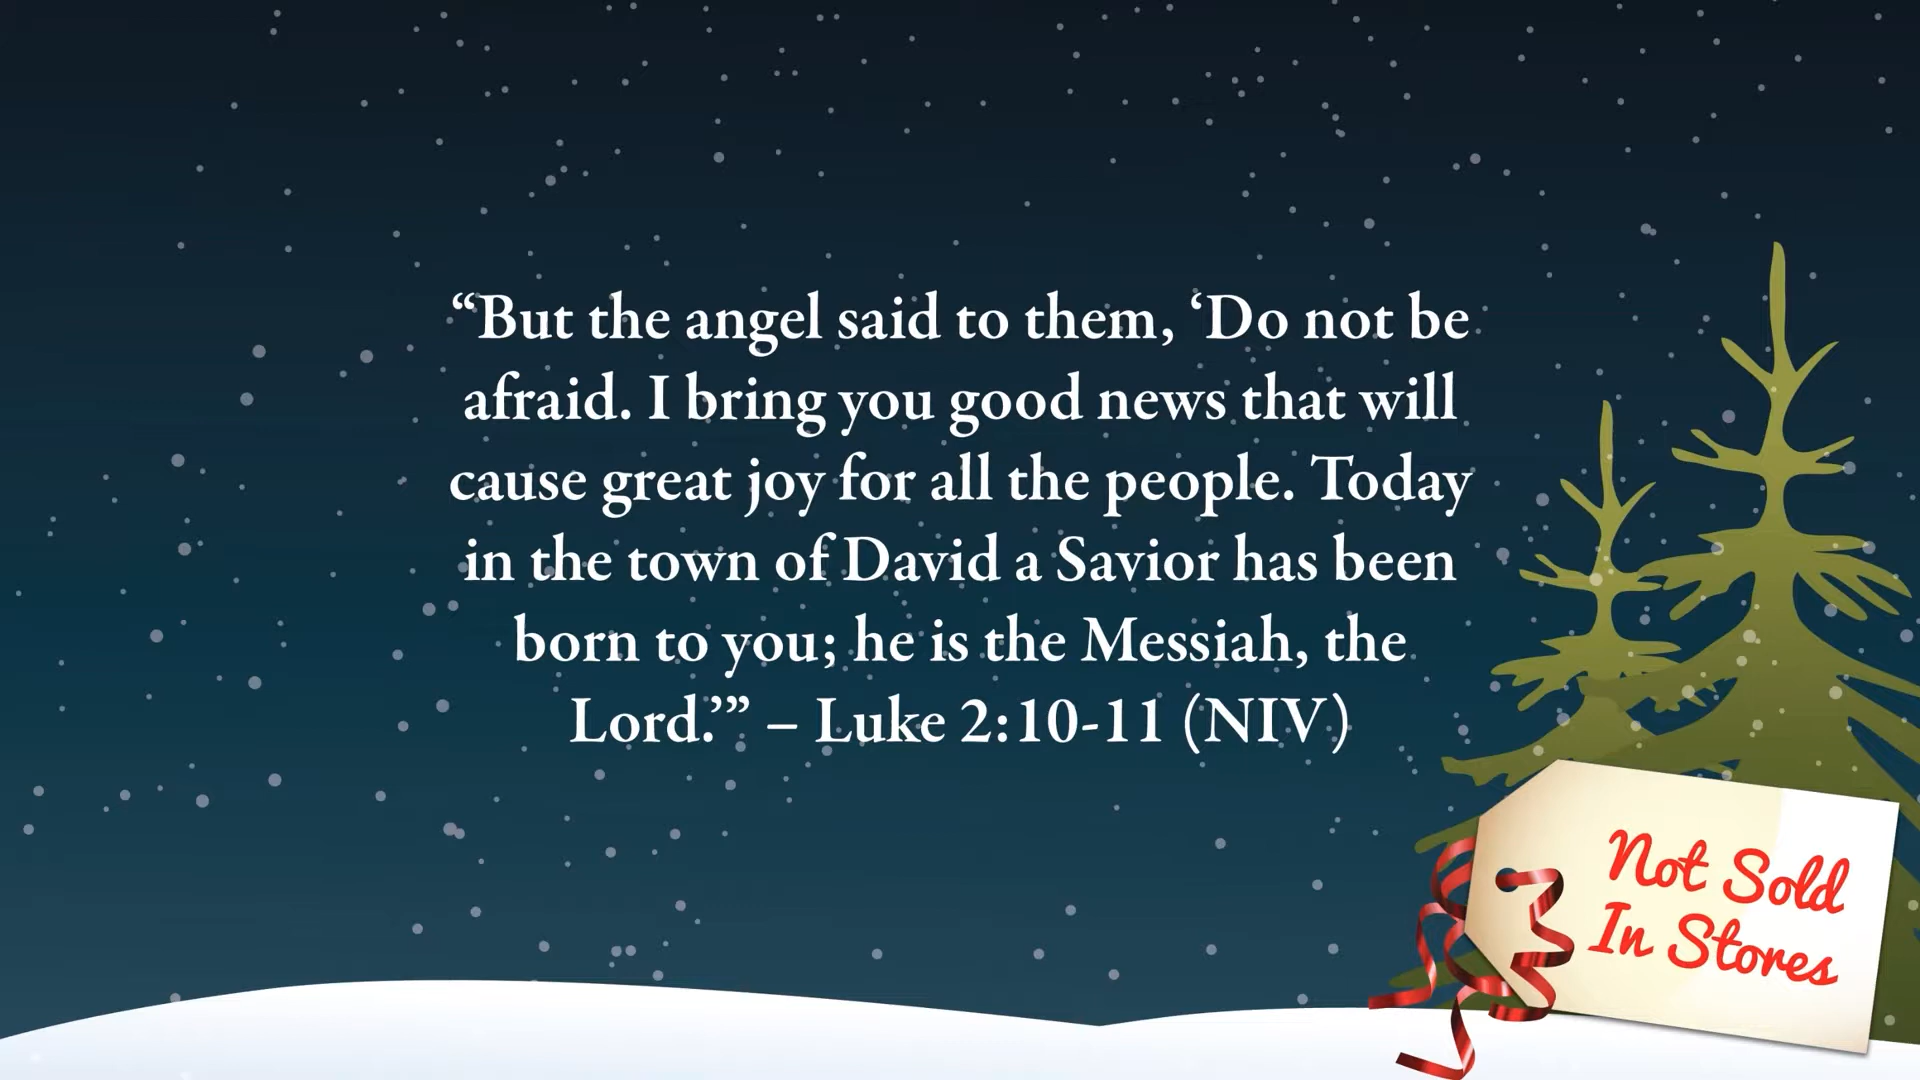 “But the angel said to them, ‘Do not be
afraid. I bring you good news that will
cause great joy for all the people. Today
in the town of David a Savior has been
born to you; he is the Messiah, the
Lord.’” – Luke 2:10-11 (NIV)
Not Sold
In Stores